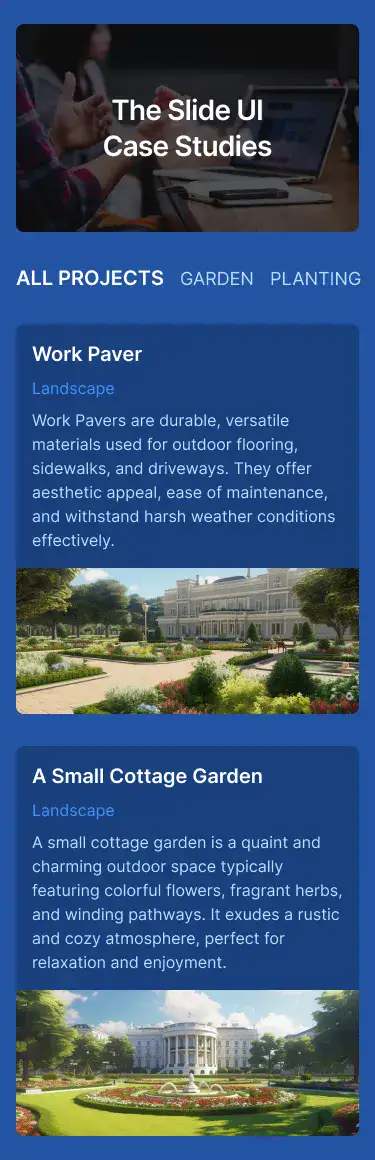 The Slide UI
Case Studies
ALL PROJECTS GARDEN PLANTING
Work Paver
Landscape
Work Pavers are durable, versatile
materials used for outdoor flooring,
sidewalks, and driveways. They offer
aesthetic appeal, ease of maintenance,
and withstand harsh weather conditions
effectively.
A Small Cottage Garden
Landscape
A small cottage garden is a quaint and
charming outdoor space typically
featuring colorful flowers, fragrant herbs,
and winding pathways. It exudes a rustic
and cozy atmosphere, perfect for
relaxation and enjoyment.